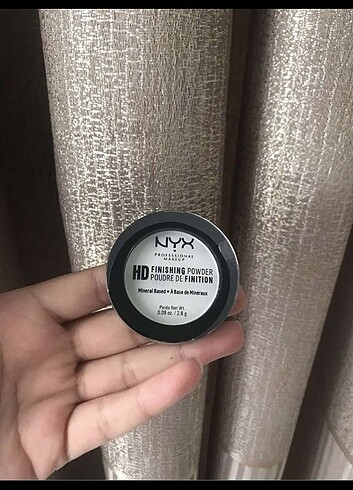 NYX
PROFESSIONAL
MAKEUP
HD FINISHING POWDER
POUDRE DE FINITION
Mineral Based • À Base de Minéraux
Poids Net Wt.
0.09 oz. / 2.8 g